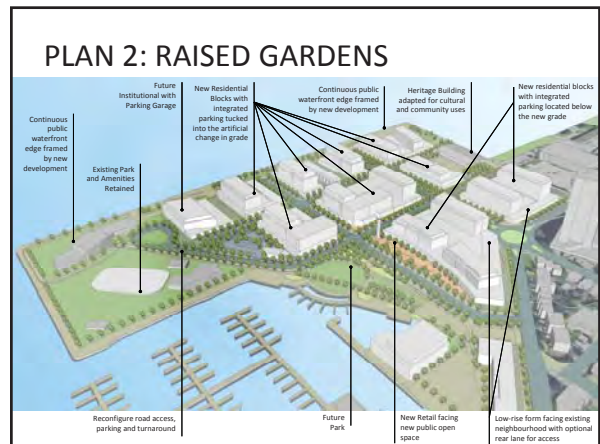 PLAN 2: RAISED GARDENS
Continuous
public
waterfront
edge framed
by new
development
Existing Park
and Amenities
Retained
Future
Institutional with
Parking Garage
New Residential
Blocks with
integrated
parking tucked
into the artificial
change in grade
Continuous public
waterfront edge framed
by new development
Heritage Building
adapted for cultural
and community uses
New residential blocks
with integrated
parking located below
the new grade
Reconfigure road access,
parking and turnaround
Future
Park
New Retail facing
new public open
space
Low-rise form facing existing
neighbourhood with optional
rear lane for access